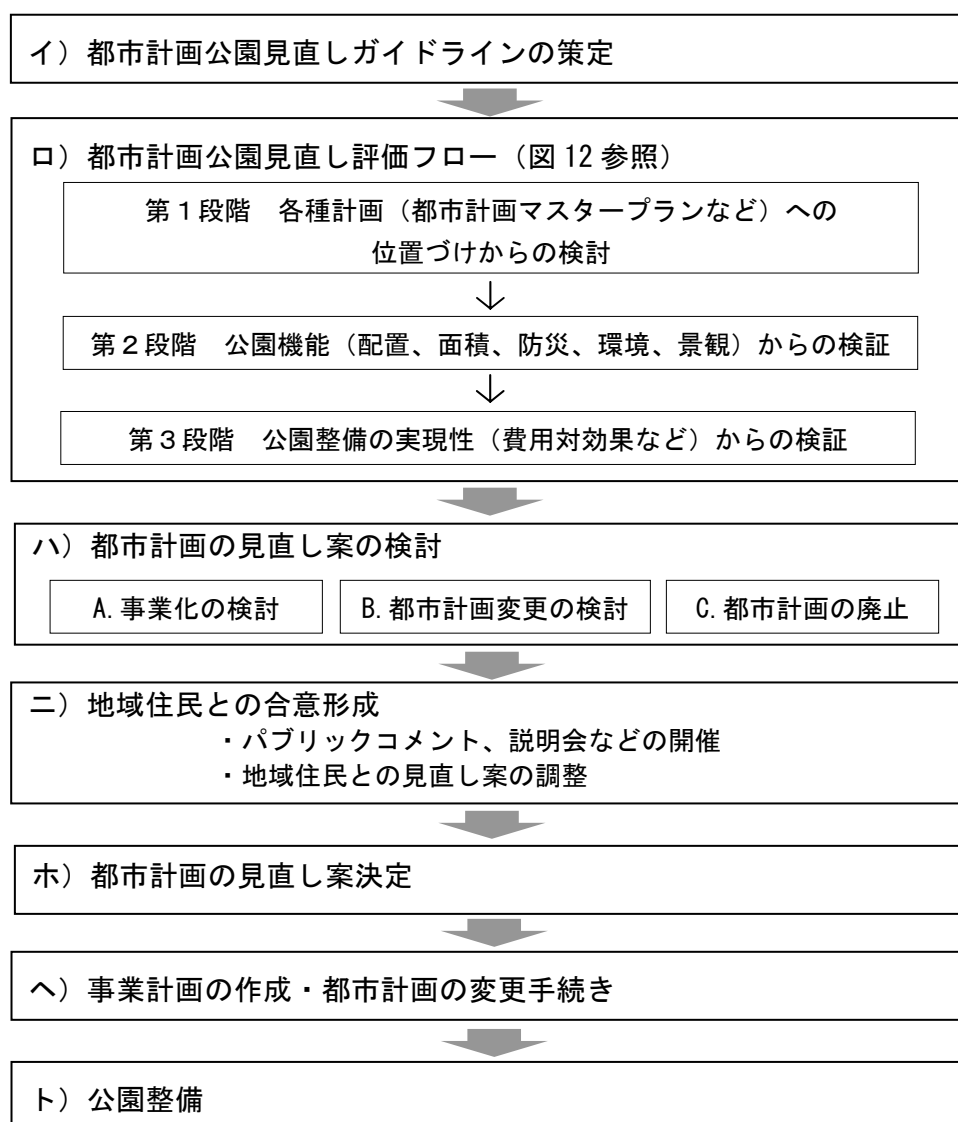 イ）都市計画公園見直しガイドラインの策定
ロ）都市計画公園見直し評価フロー（図 12 参照）
第１段階　各種計画（都市計画マスタープランなど）への
位置づけからの検討
↓
第２段階　公園機能（配置、面積、防災、環境、景観）からの検証
↓
第３段階　公園整備の実現性（費用対効果など）からの検証
ハ）都市計画の見直し案の検討
A.事業化の検討
B.都市計画変更の検討
C.都市計画の廃止
ニ）地域住民との合意形成
・パブリックコメント、説明会などの開催
・地域住民との見直し案の調整
ホ）都市計画の見直し案決定
ヘ）事業計画の作成・都市計画の変更手続き
ト）公園整備